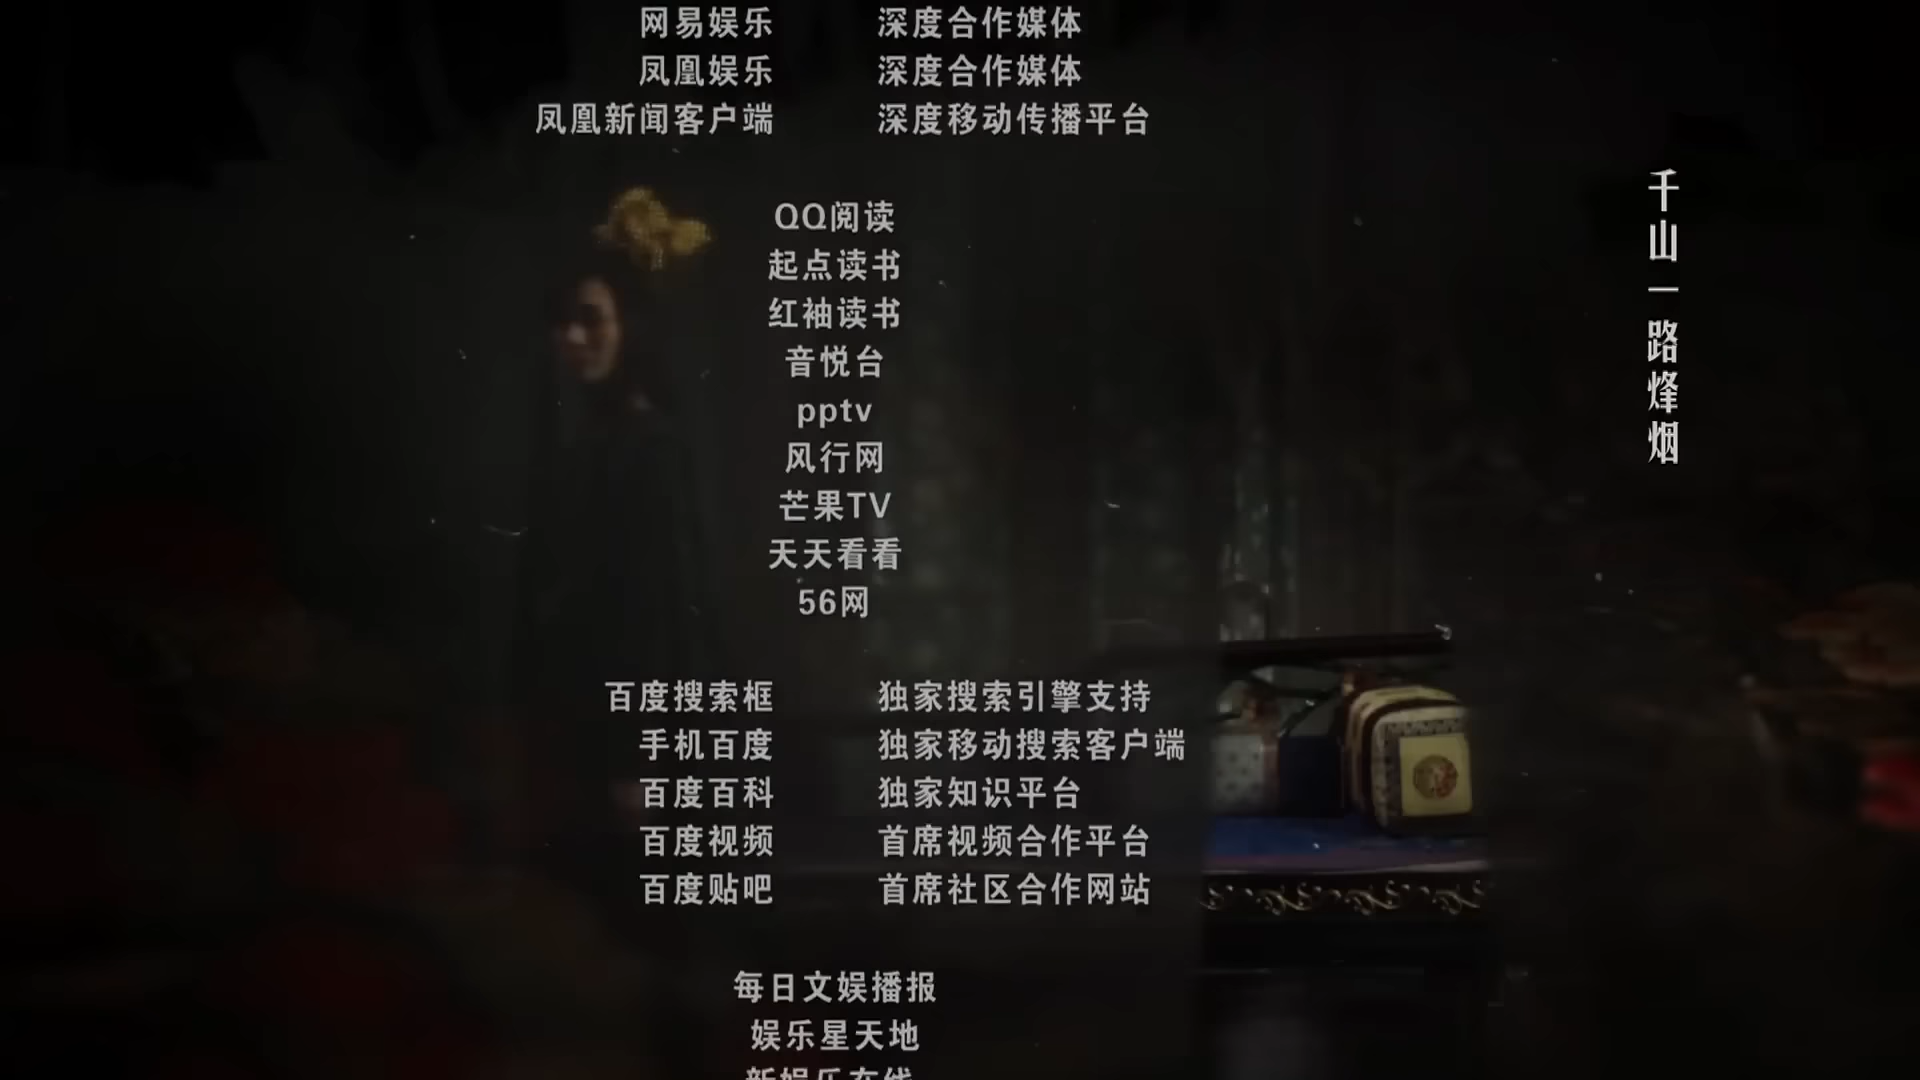 网易娱乐 深度合作媒体
凤凰娱乐 深度合作媒体
凤凰新闻客户端 深度移动传播平台
QQ阅读
起点读书
红袖读书
音悦台
pptv
风行网
芒果TV
天天看看
56网
百度搜索框 独家搜索引擎支持
手机百度 独家移动搜索客户端
百度百科 独家知识平台
百度视频 首席视频合作平台
百度贴吧 首席社区合作网站
每日文娱播报
娱乐星天地
新娱乐在线
千山一路烽烟